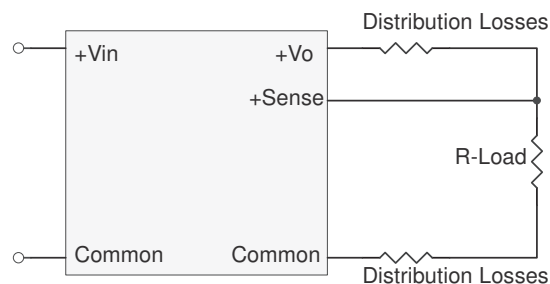 Distribution Losses
+Vin
+Vo
+Sense
R-Load
Common
Common
Distribution Losses